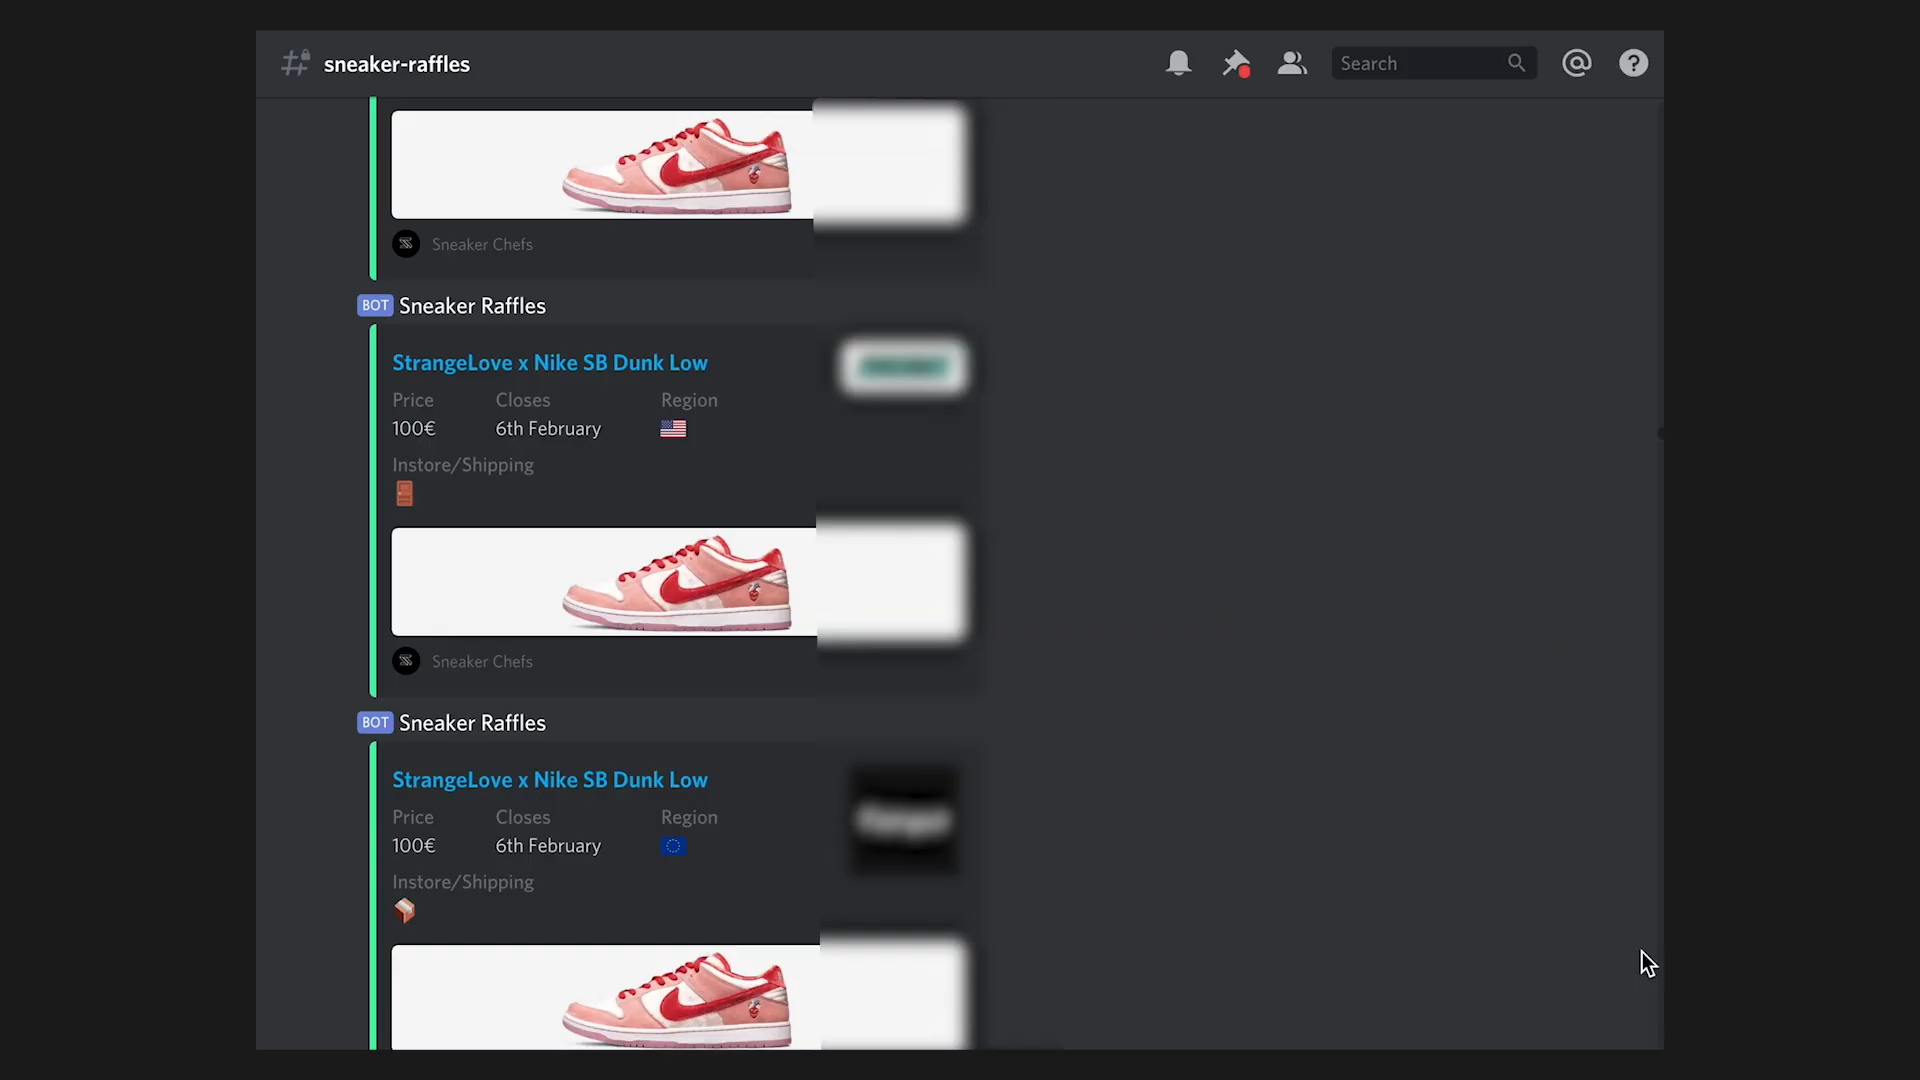 sneaker-raffles
Search
Sneaker Chefs
BOT Sneaker Raffles
StrangeLove x Nike SB Dunk Low
Price Closes Region
100€ 6th February
Instore/Shipping
Sneaker Chefs
BOT Sneaker Raffles
StrangeLove x Nike SB Dunk Low
Price Closes Region
100€ 6th February
Instore/Shipping